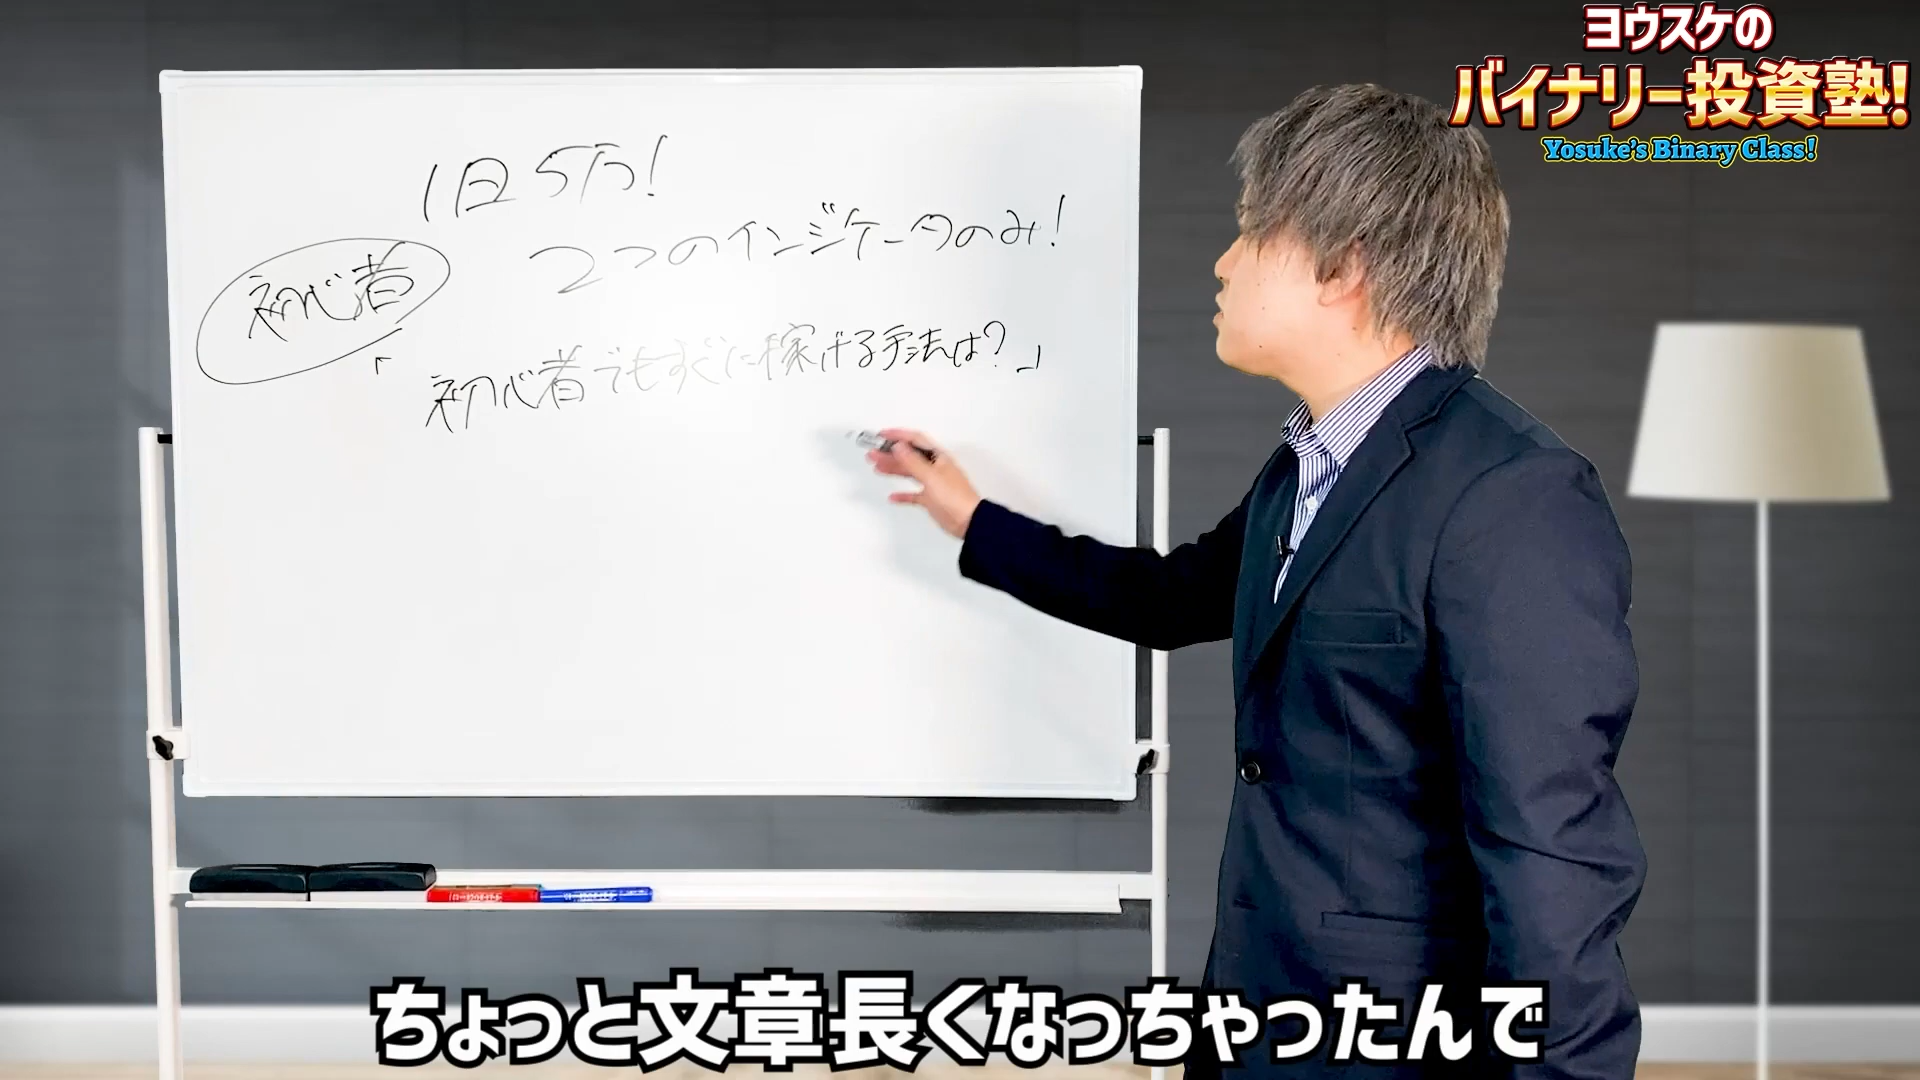 ヨウスケの
バイナリー投資塾!
Yosuke's Binary Class!
1日5万!
2つのインジケータのみ!
初心者
「初心者でもすぐに稼げる手法は?」
ちょっと文章長くなっちゃったんで